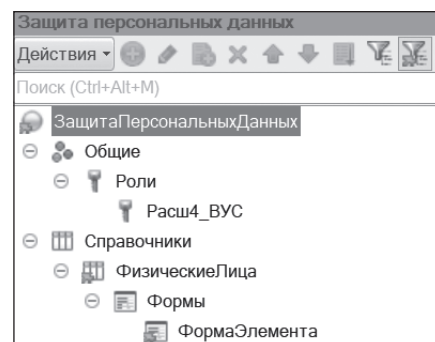 Защита персональных данных
Действия
Поиск (Ctrl+Alt+M)
ЗащитаПерсональныхДанных
Общие
Роли
Расш4_ВУС
Справочники
ФизическиеЛица
Формы
ФормаЭлемента